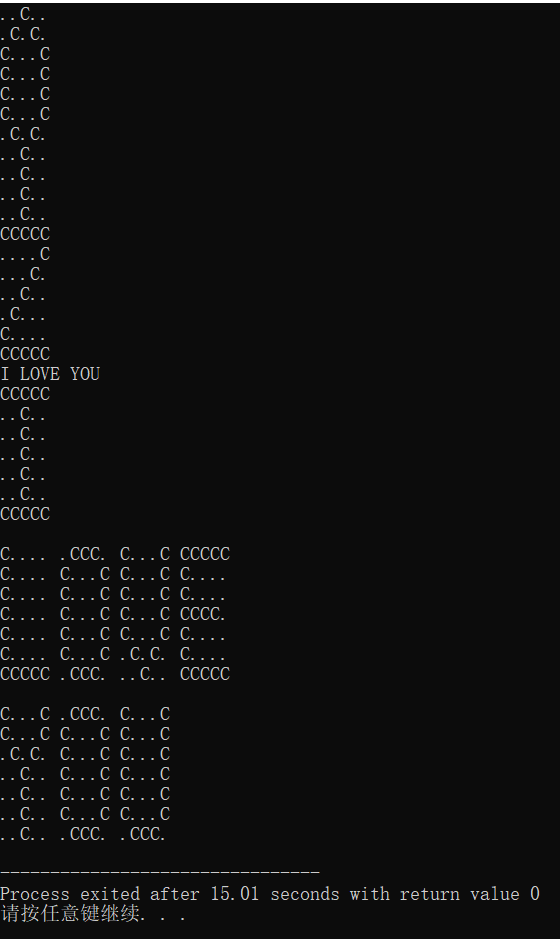 ..C..
.C.C.
C...C
C...C
C...C
C...C
.C.C.
..C..
..C..
..C..
..C..
CCCCC
....C
...C.
..C..
.C...
C....
CCCCC
I LOVE YOU
CCCCC
..C..
..C..
..C..
..C..
..C..
CCCCC

C.... .CCC. C...C CCCCC
C.... C...C C...C C....
C.... C...C C...C C....
C.... C...C C...C CCCC.
C.... C...C C...C C....
C.... C...C .C.C. C....
CCCCC .CCC. ..C.. CCCCC

C...C .CCC. C...C
C...C C...C C...C
.C.C. C...C C...C
..C.. C...C C...C
..C.. C...C C...C
..C.. C...C C...C
..C.. .CCC. .CCC.

--------------------------------
Process exited after 15.01 seconds with return value 0
请按任意键继续. . .